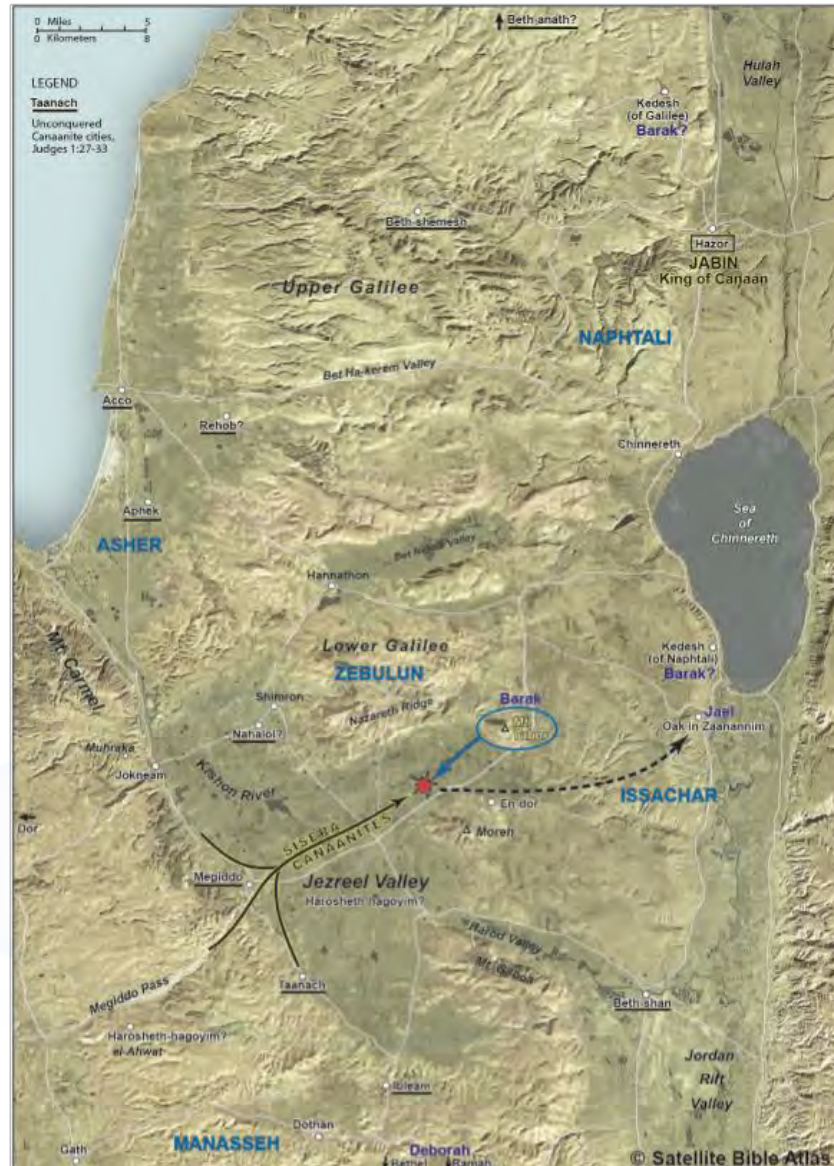 0 Miles 5
0 Kilometers 8
LEGEND
Taanach
Unconquered
Canaanite cities,
Judges 1:27-33
Beth-anath?
Hulah
Valley
Kedesh
(of Galilee)
Barak?
Beth-shemesh
Hazor
JABIN
King of Canaan
Upper Galilee
NAPHTALI
Bet Ha-kerem Valley
Acco
Rehob?
Chinnereth
Aphek
Sea
of
Chinnereth
ASHER
Bet Netofa Valley
Hannathon
Mt. Carmel
Lower Galilee
ZEBULUN
Kedesh
(of Naphtali)
Barak?
Shimron
Nazareth Ridge
Barak
Mt.
Tabor
Jael
Oak in Zaanannim
Nahalol?
Muhraka
Jokneam
Kishon River
ISSACHAR
En-dor
Dor
SISERA
CANAANITES
Moreh
Megiddo
Jezreel Valley
Harosheth-hagoyim?
Harod Valley
Mt. Gilboa
Megiddo Pass
Taanach
Beth-shan
Harosheth-hagoyim?
el-Ahwat
Jordan
Rift
Valley
Ibleam
Dothan
MANASSEH
Gath
Deborah
Bethel
Ramah
© Satellite Bible Atlas